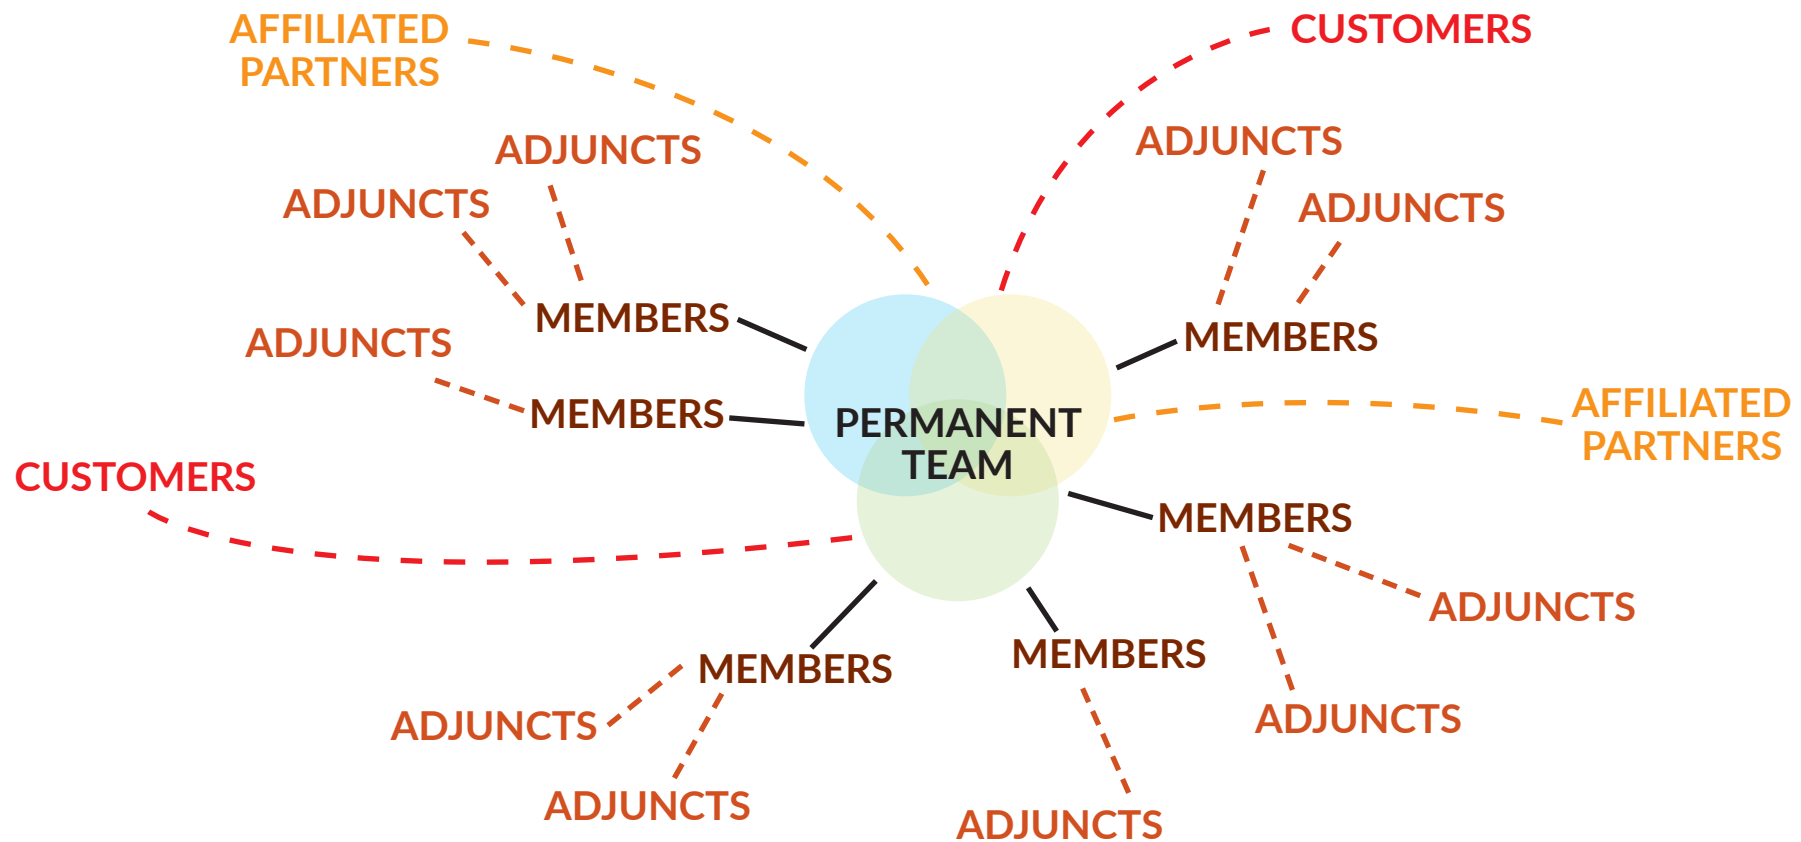 AFFILIATED
PARTNERS
CUSTOMERS
ADJUNCTS
ADJUNCTS
ADJUNCTS
ADJUNCTS
MEMBERS
MEMBERS
ADJUNCTS
MEMBERS
PERMANENT
TEAM
AFFILIATED
PARTNERS
CUSTOMERS
MEMBERS
ADJUNCTS
MEMBERS
MEMBERS
ADJUNCTS
ADJUNCTS
ADJUNCTS
ADJUNCTS